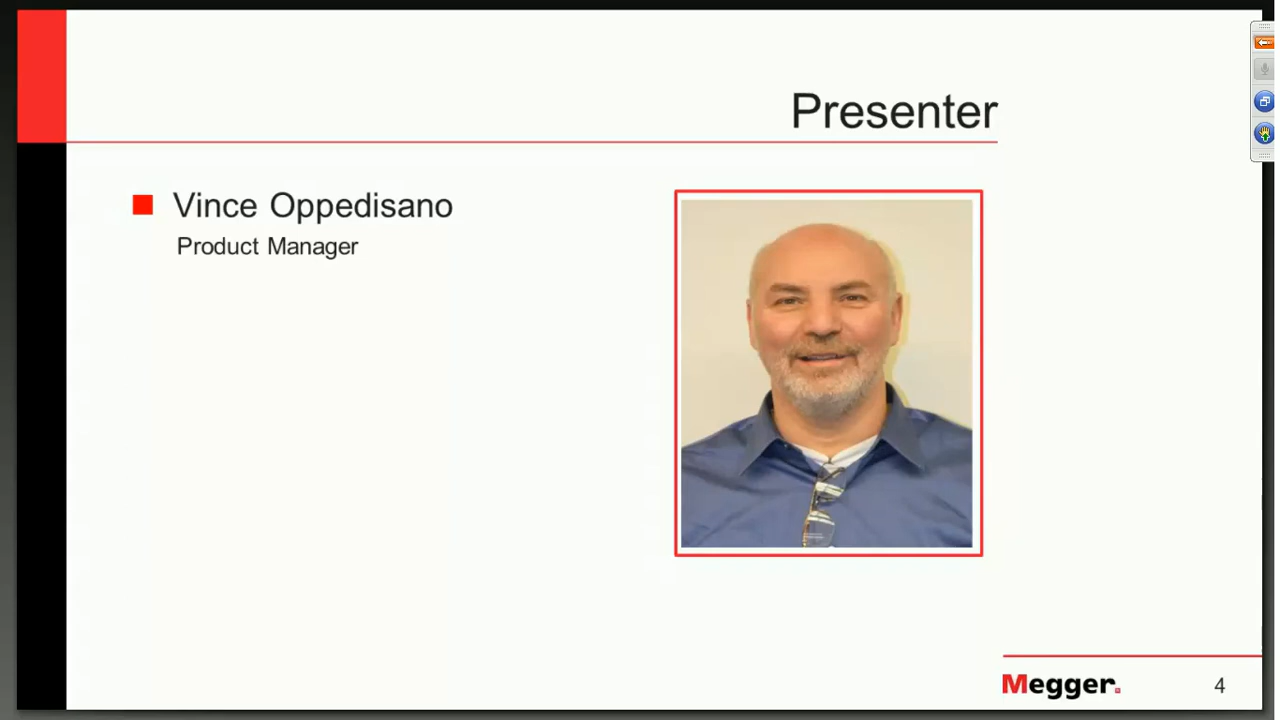 Presenter
Vince Oppedisano
Product Manager
Megger.
4